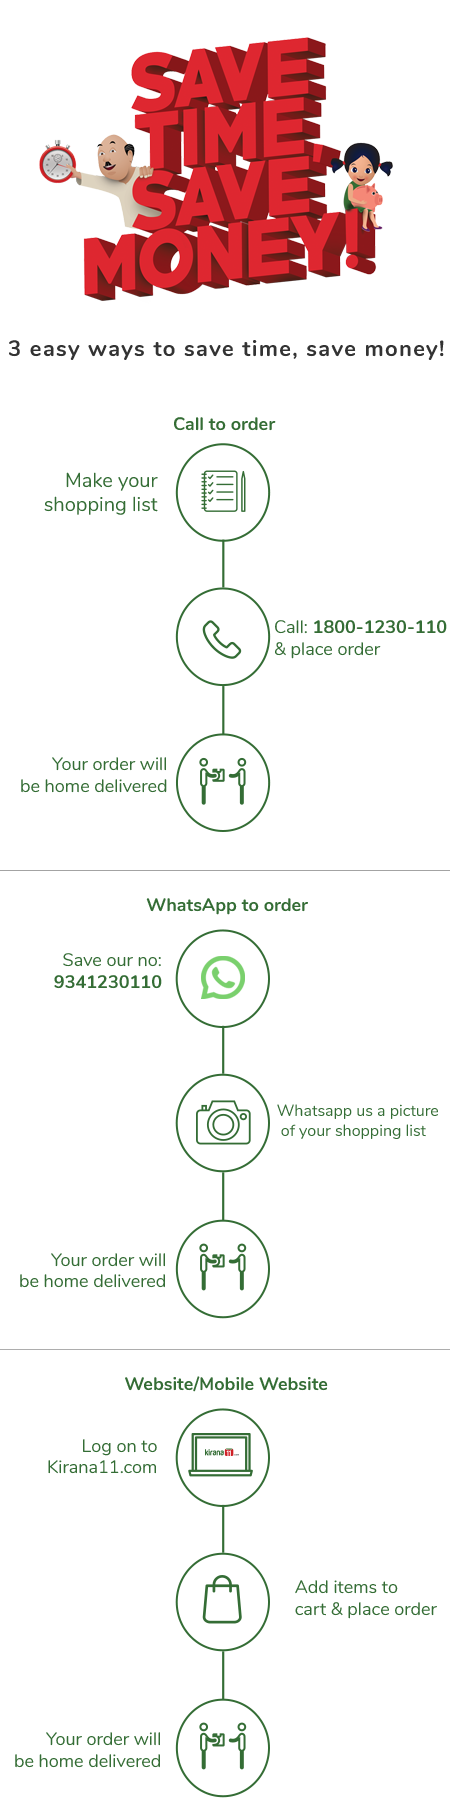 SAVE
TIME,
SAVE
MONEY!
3 easy ways to save time, save money!
Call to order
Make your
shopping list
Call: 1800-1230-110
& place order
Your order will
be home delivered
WhatsApp to order
Save our no:
9341230110
Whatsapp us a picture
of your shopping list
Your order will
be home delivered
Website/Mobile Website
Log on to
Kirana11.com
kirana11.com
Add items to
cart & place order
Your order will
be home delivered